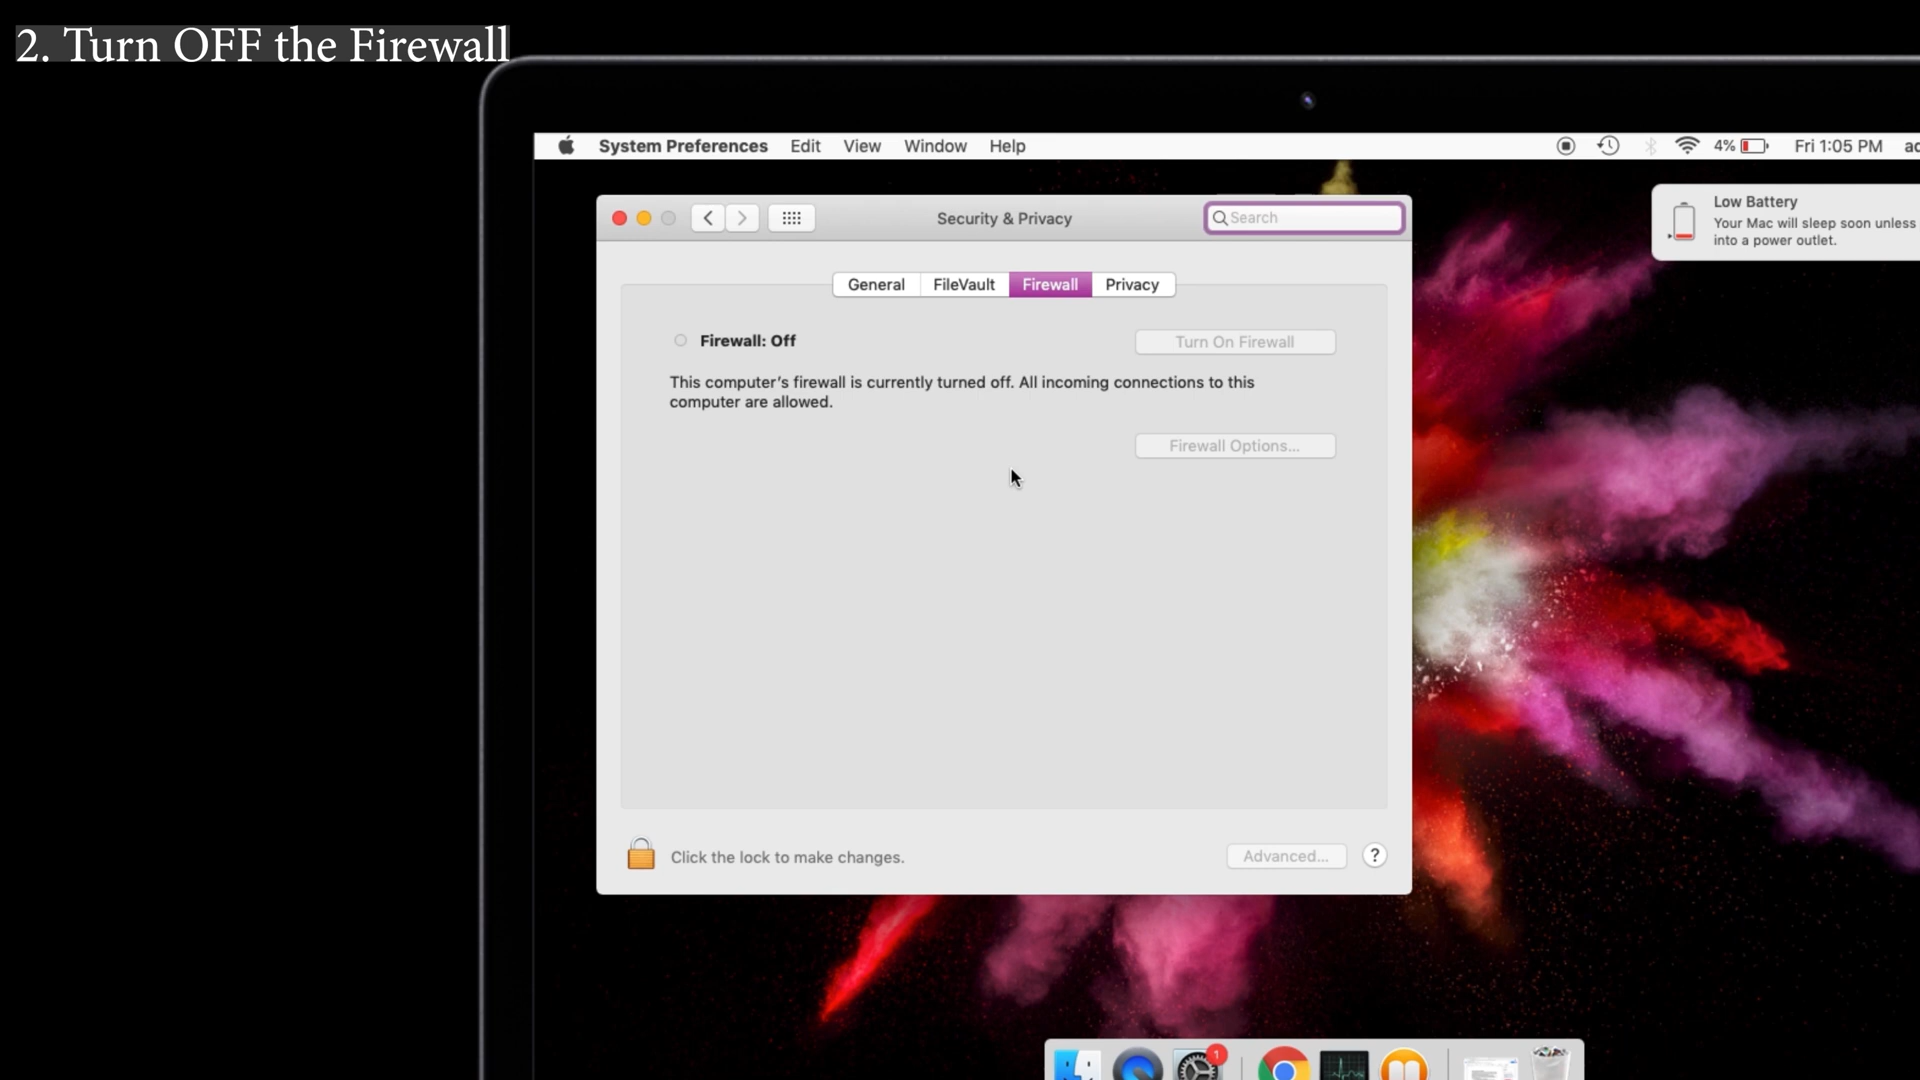 2. Turn OFF the Firewall
System Preferences Edit View Window Help
4% Fri 1:05 PM
Low Battery
Your Mac will sleep soon unless
into a power outlet.
Security & Privacy
Search
General FileVault Firewall Privacy
Firewall: Off
Turn On Firewall
This computer's firewall is currently turned off. All incoming connections to this
computer are allowed.
Firewall Options...
Click the lock to make changes.
Advanced... ?
1